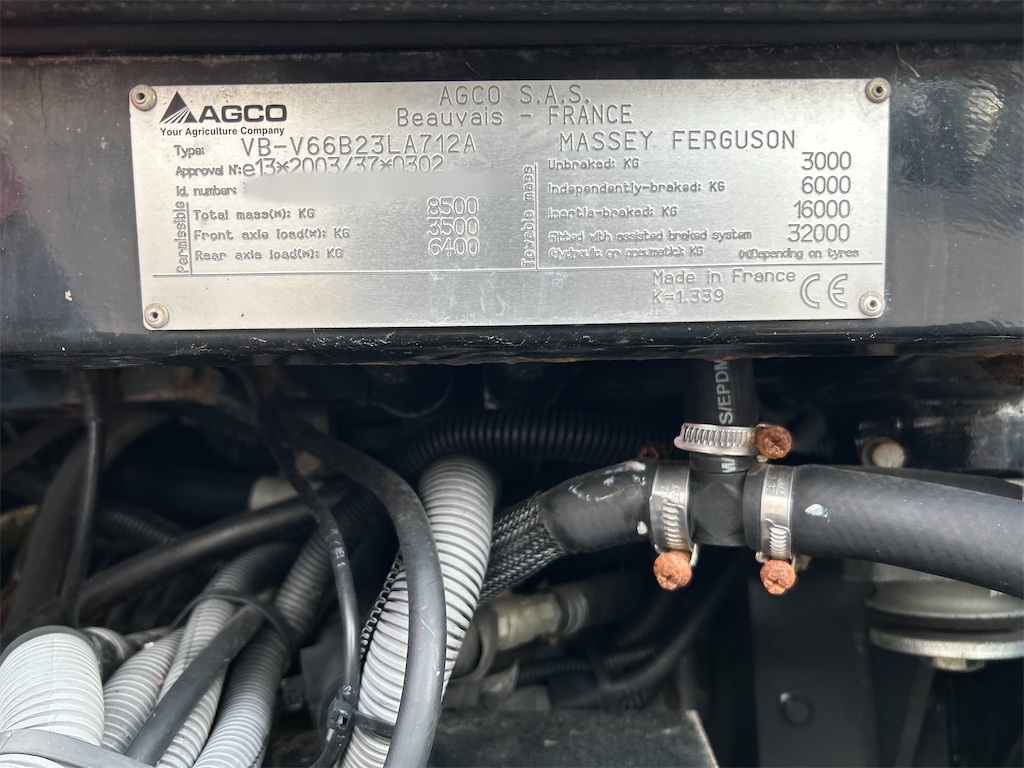 AGCO
Your Agriculture Company
AGCO S.A.S.
Beauvais - FRANCE
Type: VB-V66B23LA712A
MASSEY FERGUSON
Approval N: e13*2003/37*0302
Id. number:
Permissible
Total mass(*): KG 8500
Front axle load(*): KG 3500
Rear axle load(*): KG 6400
Towable mass
Unbraked: KG 3000
Independently-braked: KG 6000
Inertia-braked: KG 16000
Fitted with assisted braked system 32000
(hydraulic or pneumatic): KG (*)Depending on tyres
Made in France
K=1.339
CE
S/EPDM